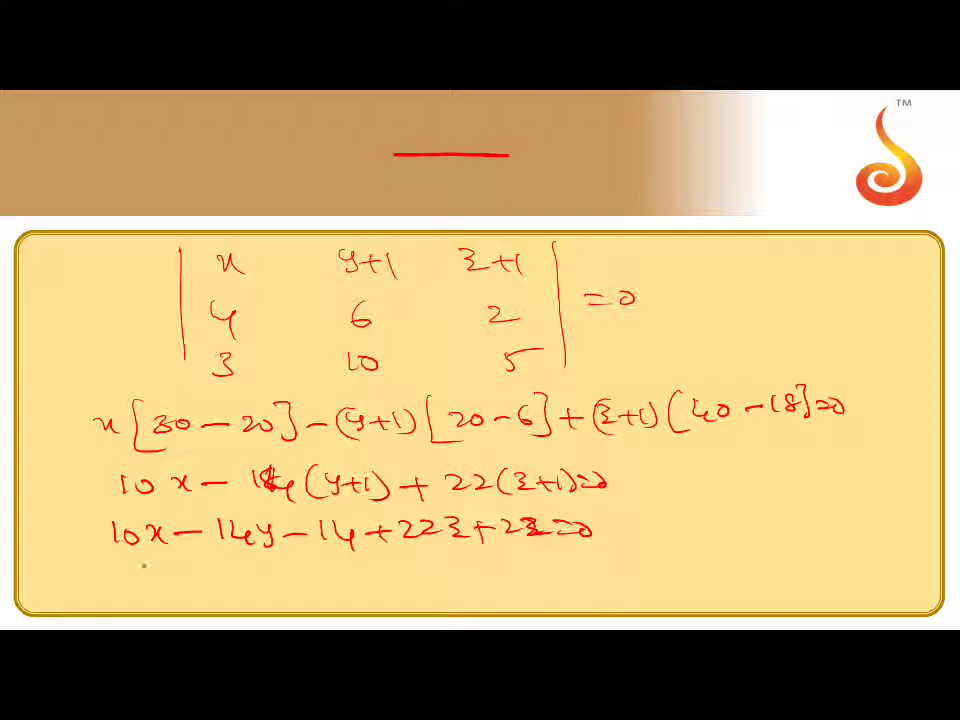 TM
| x y+1 z+1 |
| 4 6 2 | =0
| 3 10 5 |
x[30-20]-(y+1)[20-6]+(z+1)(40-18]=0
10x-14(y+1)+22(z+1)=0
10x-14y-14+22z+22=0